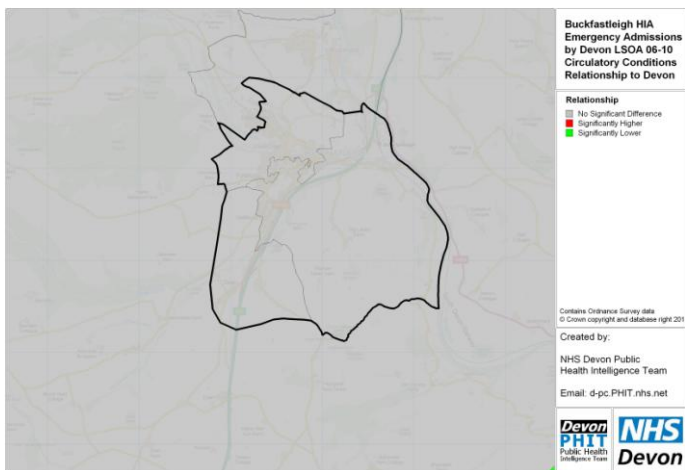 Buckfastleigh HIA
Emergency Admissions
by Devon LSOA 06-10
Circulatory Conditions
Relationship to Devon
Relationship
No Significant Difference
Significantly Higher
Significantly Lower
Contains Ordnance Survey data
© Crown copyright and database right 201
Created by:
NHS Devon Public
Health Intelligence Team
Email: d-pc.PHIT.nhs.net
Devon
PHIT
Public Health
Intelligence Team
NHS
Devon